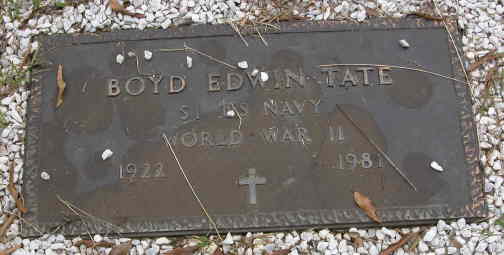 BOYD EDWIN TATE
S1 US NAVY
WORLD WAR II
1922 1981